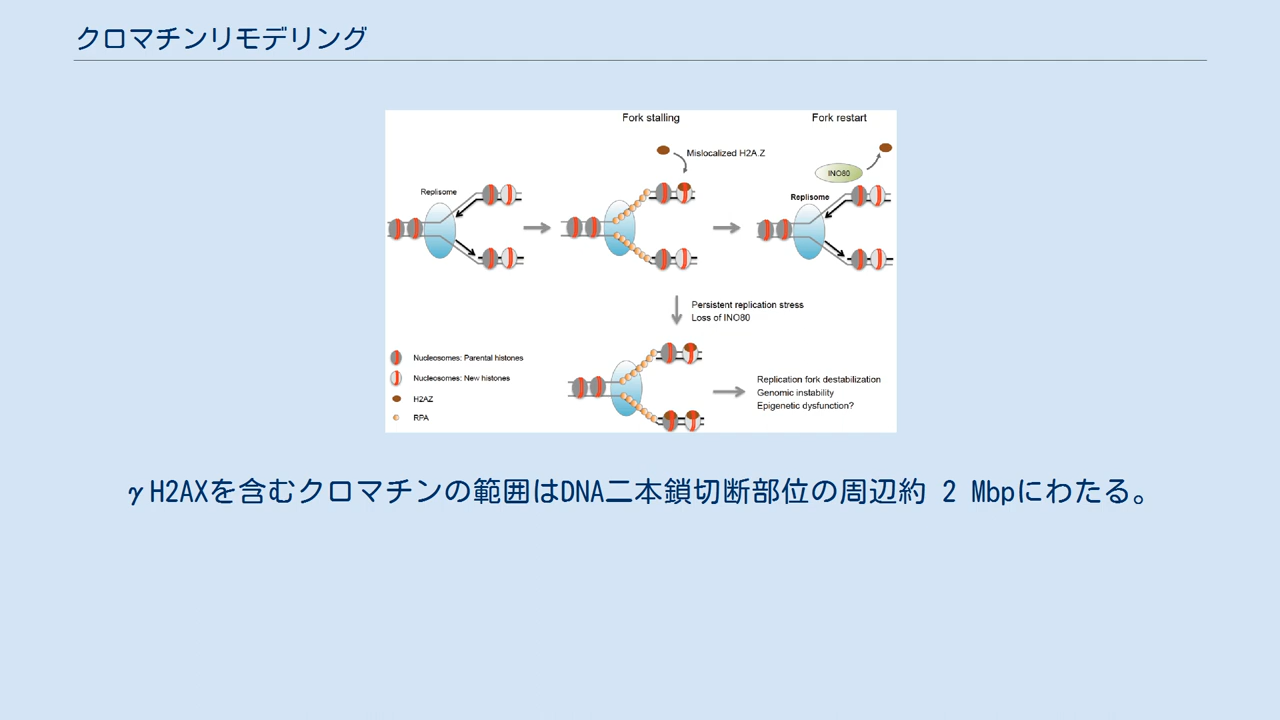 クロマチンリモデリング
Fork stalling
Fork restart
Mislocalized H2A.Z
INO80
Replisome
Replisome
Persistent replication stress
Loss of INO80
Nucleosomes: Parental histones
Nucleosomes: New histones
H2AZ
RPA
Replication fork destabilization
Genomic instability
Epigenetic dysfunction?
γH2AXを含むクロマチンの範囲はDNA二本鎖切断部位の周辺約 2 Mbpにわたる。